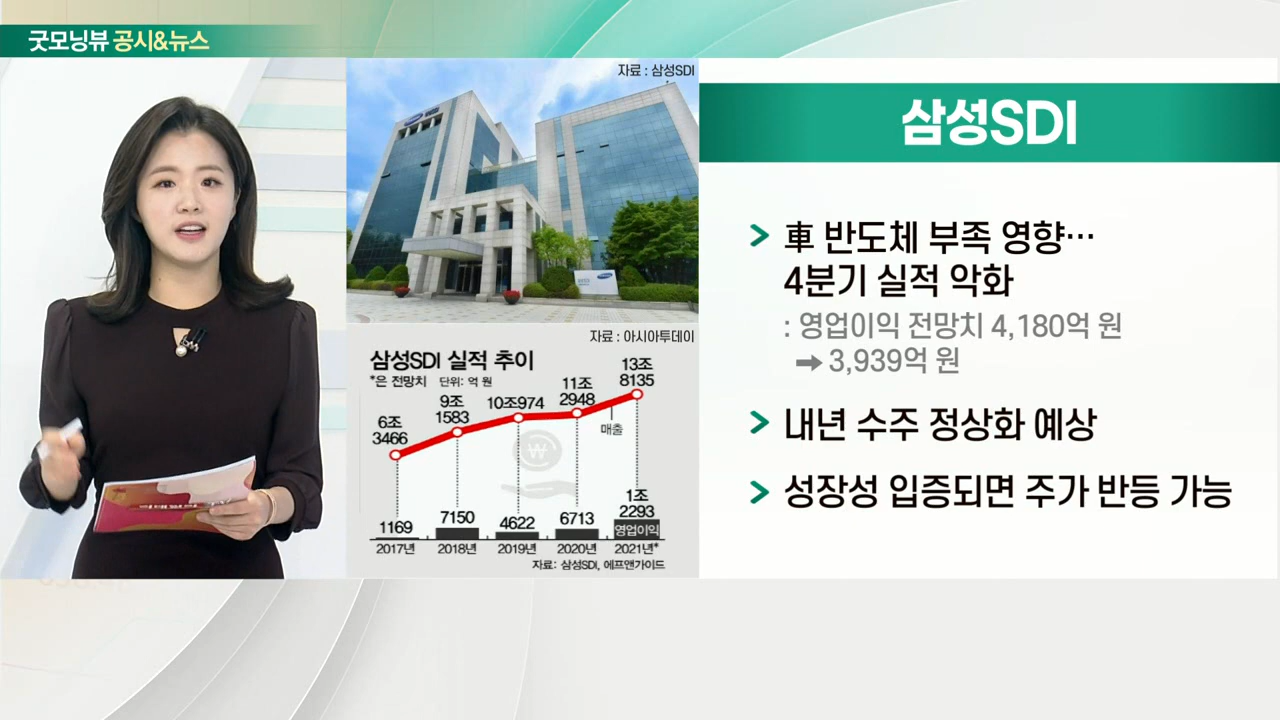 굿모닝뷰 공시&뉴스
자료 : 삼성SDI
삼성SDI
車 반도체 부족 영향…
4분기 실적 악화
: 영업이익 전망치 4,180억 원
➡ 3,939억 원
내년 수주 정상화 예상
성장성 입증되면 주가 반등 가능
자료 : 아시아투데이
삼성SDI 실적 추이
*은 전망치 단위: 억 원
6조
3466
9조
1583
10조974
11조
2948
13조
8135
매출
₩
1169
7150
4622
6713
1조
2293
영업이익
2017년 2018년 2019년 2020년 2021년*
자료: 삼성SDI, 에프앤가이드